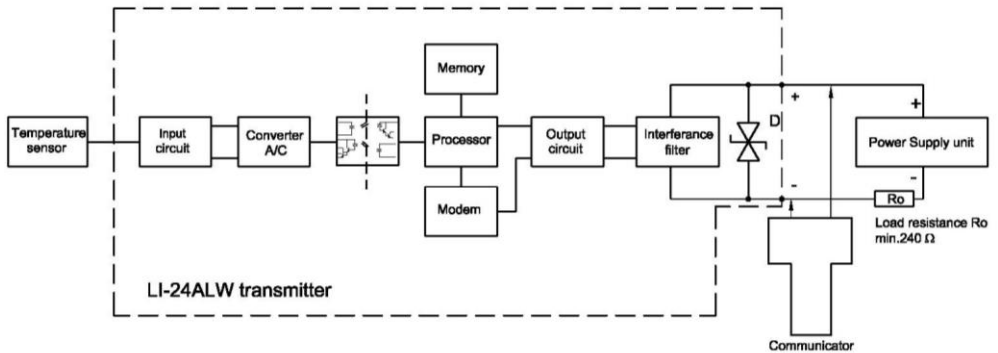 Temperature
sensor
Input
circuit
Converter
A/C
Memory
Processor
Modem
Output
circuit
Interferance
filter
D
+
-
+
Power Supply unit
-
Ro
Load resistance Ro
min.240 Ω
LI-24ALW transmitter
Communicator